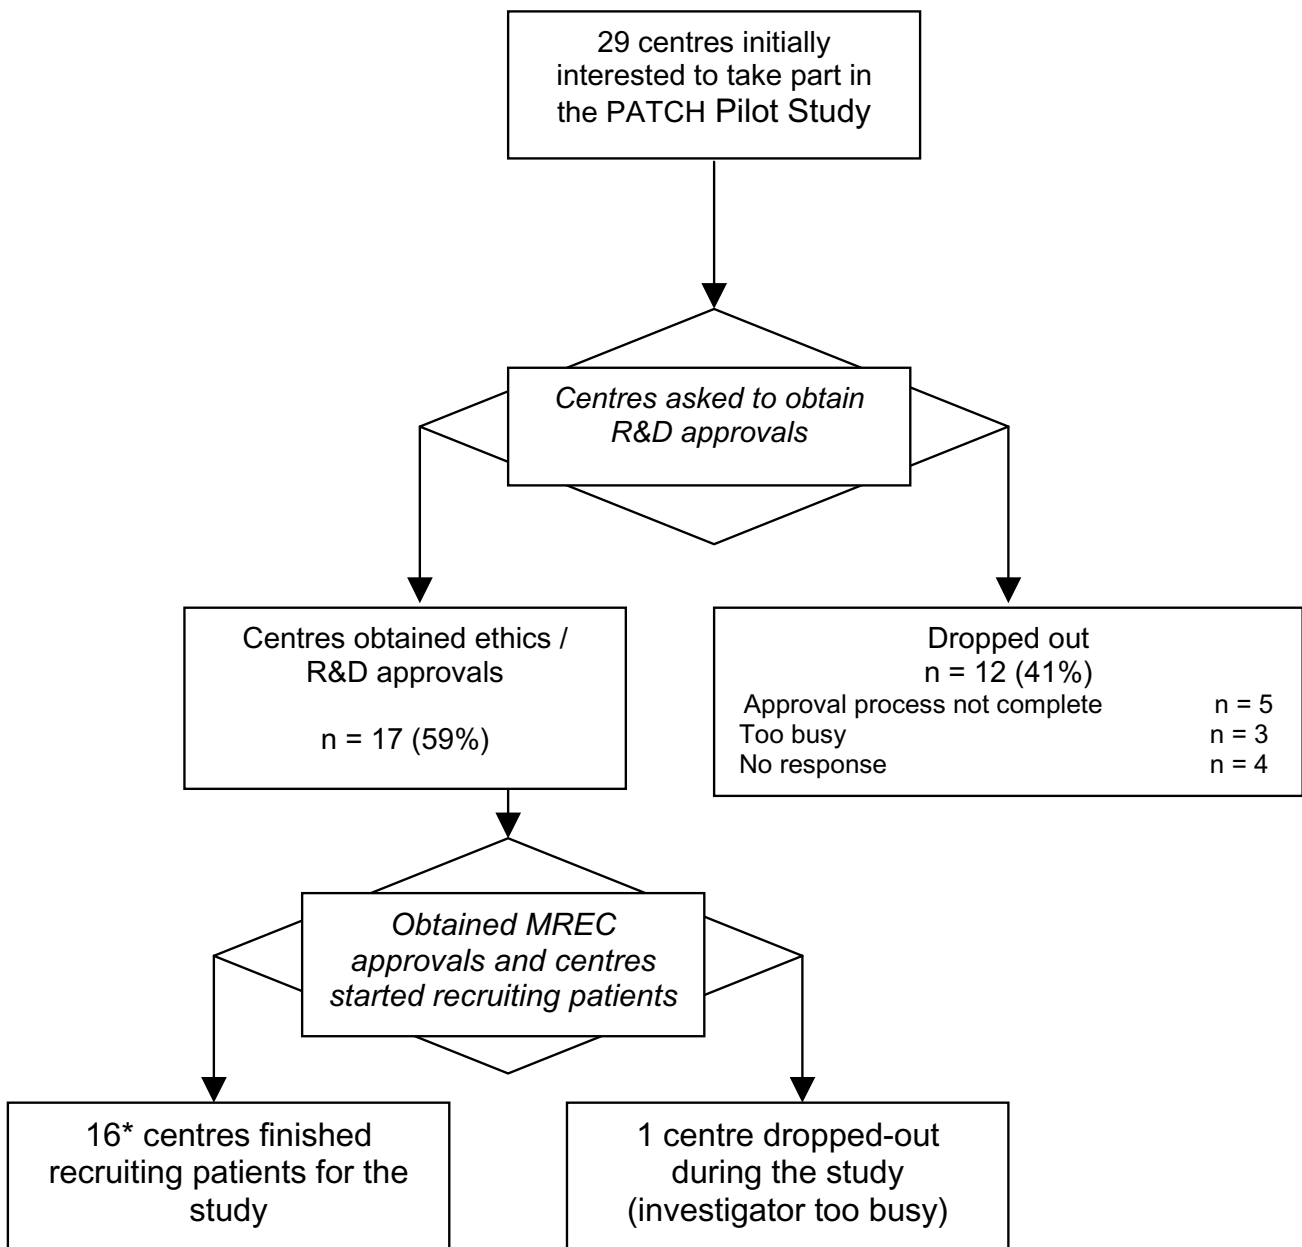 29 centres initially
interested to take part in
the PATCH Pilot Study
Centres asked to obtain
R&D approvals
Centres obtained ethics /
R&D approvals
n = 17 (59%)
Dropped out
n = 12 (41%)
Approval process not complete n = 5
Too busy n = 3
No response n = 4
Obtained MREC
approvals and centres
started recruiting patients
16* centres finished
recruiting patients for the
study
1 centre dropped-out
during the study
(investigator too busy)